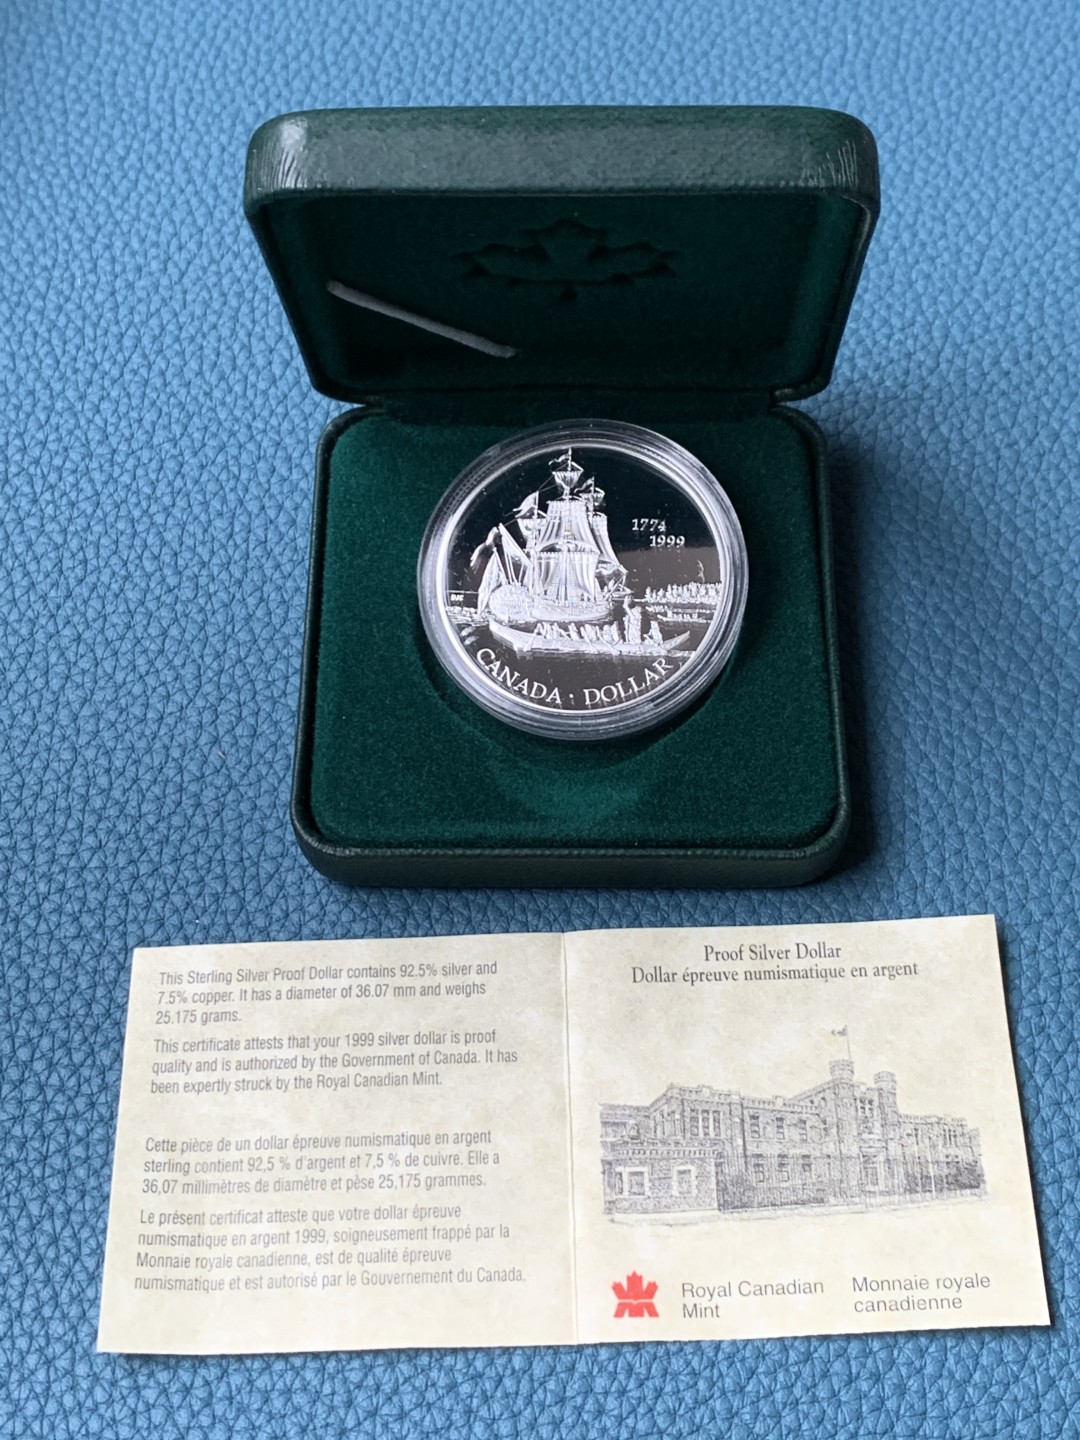 1774
1999
DJC
CANADA · DOLLAR
This Sterling Silver Proof Dollar contains 92.5% silver and
7.5% copper. It has a diameter of 36.07 mm and weighs
25.175 grams.
This certificate attests that your 1999 silver dollar is proof
quality and is authorized by the Government of Canada. It has
been expertly struck by the Royal Canadian Mint.
Cette pièce de un dollar épreuve numismatique en argent
sterling contient 92,5 % d'argent et 7,5 % de cuivre. Elle a
36,07 millimètres de diamètre et pèse 25,175 grammes.
Le présent certificat atteste que votre dollar épreuve
numismatique en argent 1999, soigneusement frappé par la
Monnaie royale canadienne, est de qualité épreuve
numismatique et est autorisé par le Gouvernement du Canada.
Proof Silver Dollar
Dollar épreuve numismatique en argent
Royal Canadian
Mint
Monnaie royale
canadienne